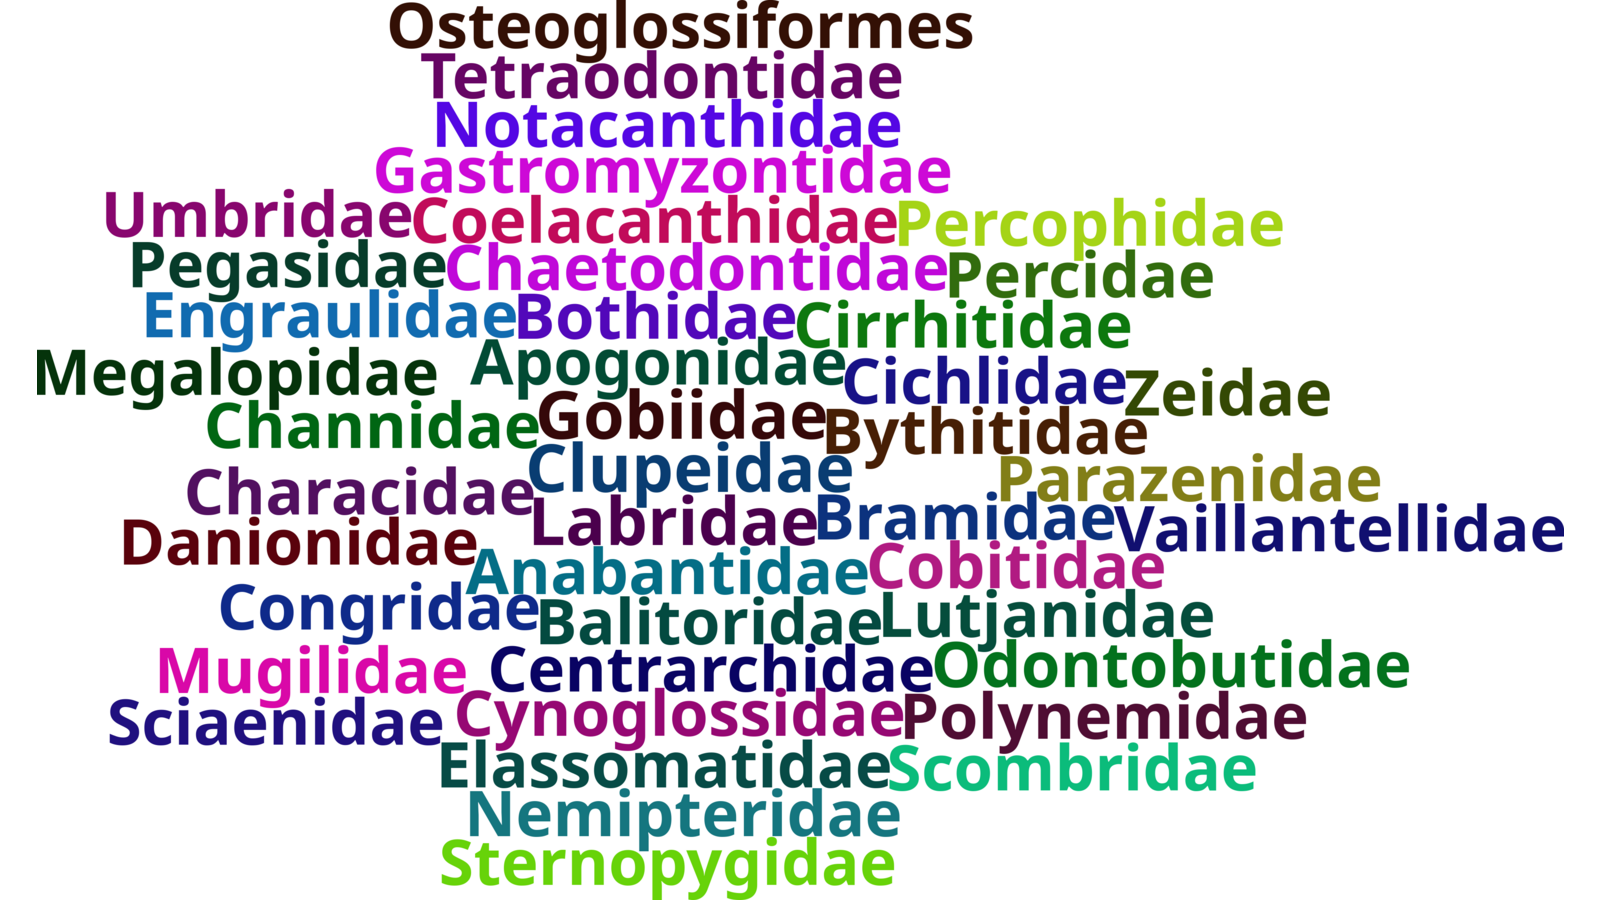 Osteoglossiformes
Tetraodontidae
Notacanthidae
Gastromyzontidae
Umbridae Coelacanthidae Percophidae
Pegasidae Chaetodontidae Percidae
Engraulidae Bothidae Cirrhitidae
Megalopidae Apogonidae Cichlidae Zeidae
Channidae Gobiidae Bythitidae
Characidae Clupeidae Parazenidae
Danionidae Labridae Bramidae Vaillantellidae
Anabantidae Cobitidae
Congridae Balitoridae Lutjanidae
Mugilidae Centrarchidae Odontobutidae
Sciaenidae Cynoglossidae Polynemidae
Elassomatidae Scombridae
Nemipteridae
Sternopygidae